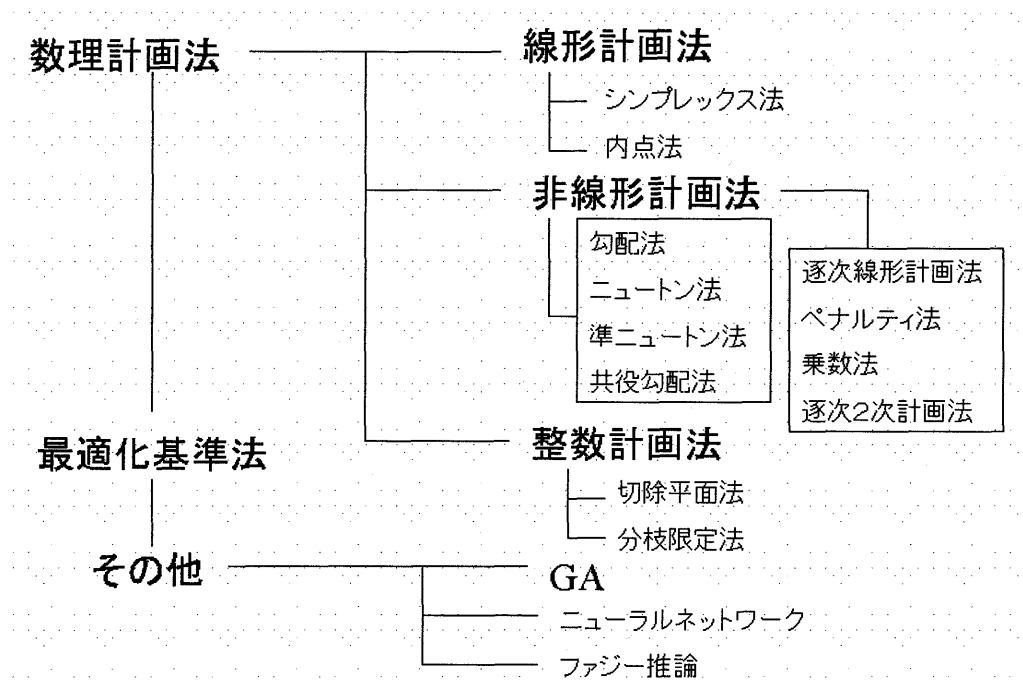 数理計画法
線形計画法
シンプレックス法
内点法
非線形計画法
勾配法
ニュートン法
準ニュートン法
共役勾配法
逐次線形計画法
ペナルティ法
乗数法
逐次2次計画法
整数計画法
切除平面法
分枝限定法
最適化基準法
その他
GA
ニューラルネットワーク
ファジー推論